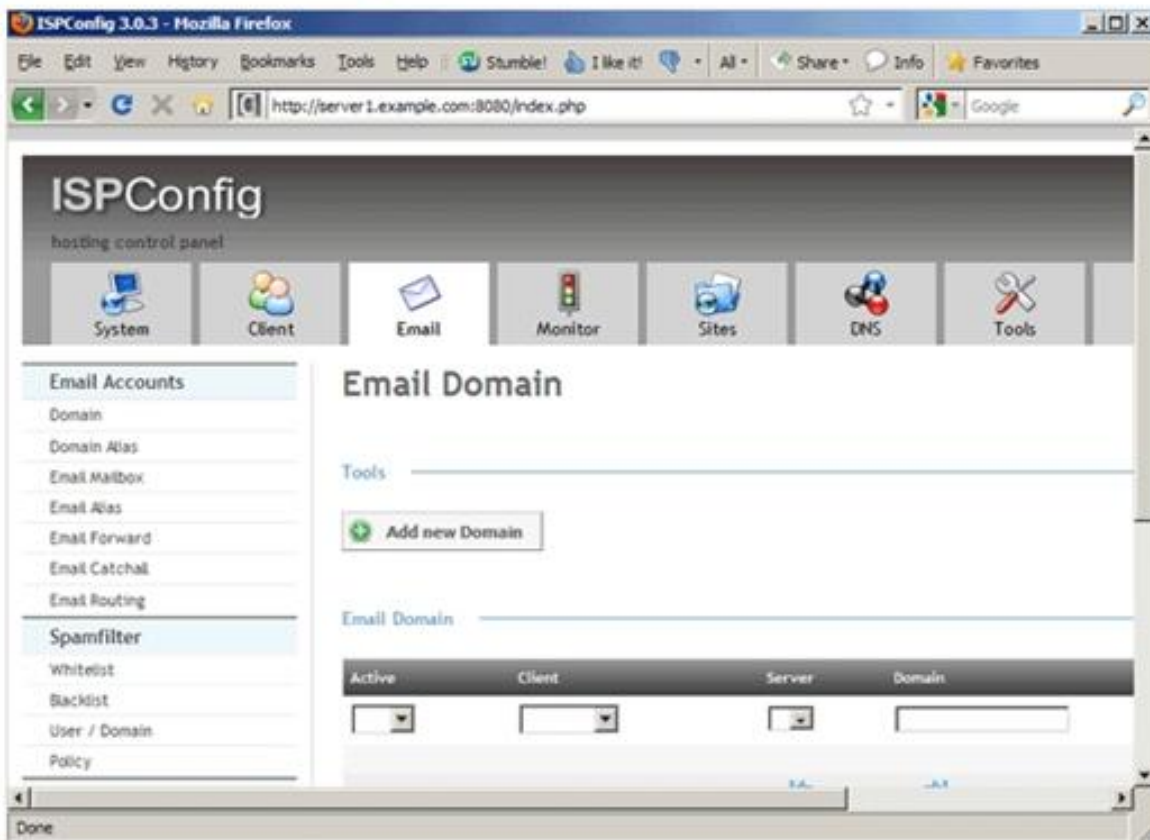 ISPConfig 3.0.3 - Mozilla Firefox
File Edit View History Bookmarks Tools Help Stumble! I like it! All Share Info Favorites
http://server1.example.com:8080/index.php Google
ISPConfig
hosting control panel
System Client Email Monitor Sites DNS Tools
Email Accounts
Domain
Domain Alias
Email Mailbox
Email Alias
Email Forward
Email Catchall
Email Routing
Spamfilter
Whitelist
Blacklist
User / Domain
Policy
Email Domain
Tools
Add new Domain
Email Domain
Active Client Server Domain
Done